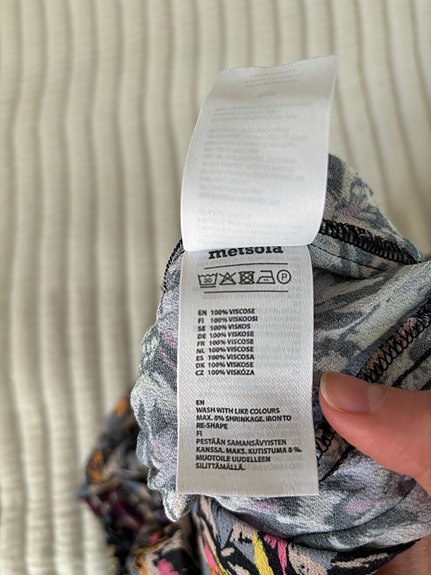 metsola
30
P
EN 100% VISCOSE
FI 100% VISKOOSI
SE 100% VISKOS
DE 100% VISKOSE
FR 100% VISCOSE
NL 100% VISCOSE
ES 100% VISCOSA
DK 100% VISKOSE
CZ 100% VISKÓZA
EN
WASH WITH LIKE COLOURS
MAX. 8% SHRINKAGE. IRON TO
RE-SHAPE
FI
PESTÄÄN SAMANSÄVYISTEN
KANSSA. MAKS. KUTISTUMA 8 %.
MUOTOILE UUDELLEEN
SILITTÄMÄLLÄ.